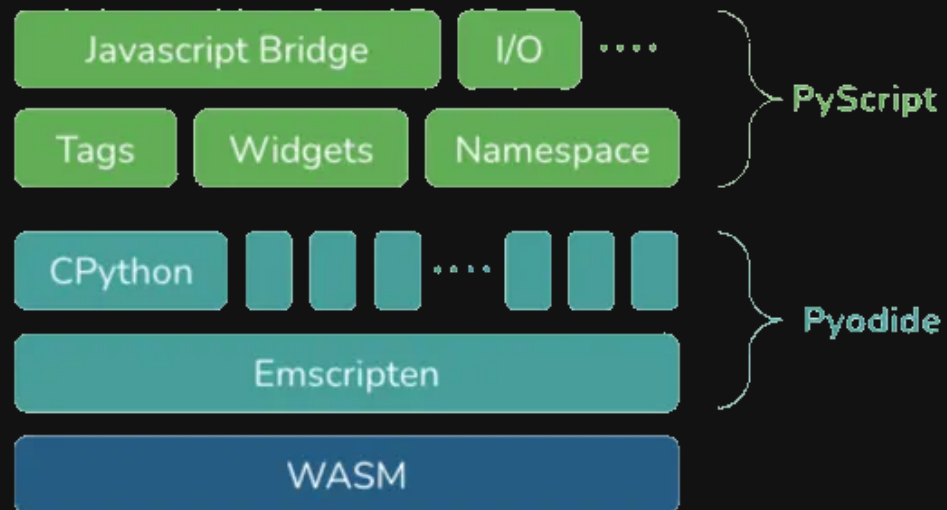 Javascript Bridge
I/O
....
PyScript
Tags
Widgets
Namespace
CPython
....
Pyodide
Emscripten
WASM